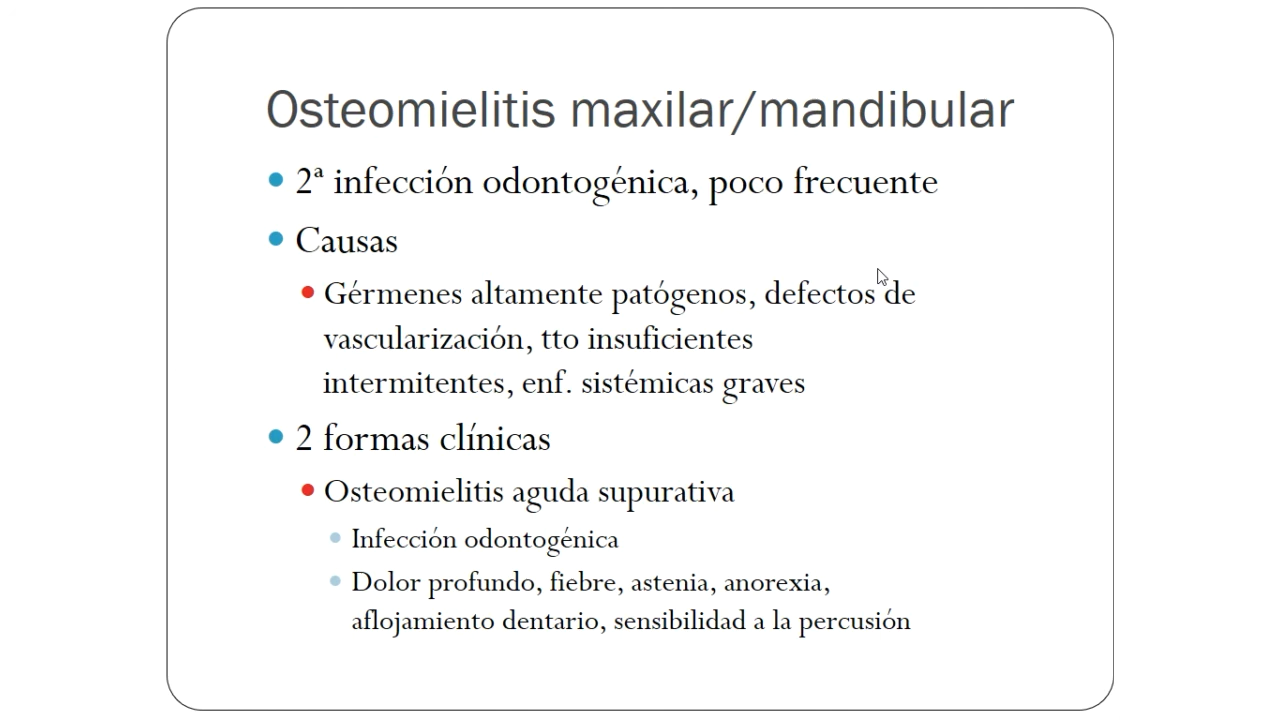 Osteomielitis maxilar/mandibular
2ª infección odontogénica, poco frecuente
Causas
Gérmenes altamente patógenos, defectos de
vascularización, tto insuficientes
intermitentes, enf. sistémicas graves
2 formas clínicas
Osteomielitis aguda supurativa
Infección odontogénica
Dolor profundo, fiebre, astenia, anorexia,
aflojamiento dentario, sensibilidad a la percusión